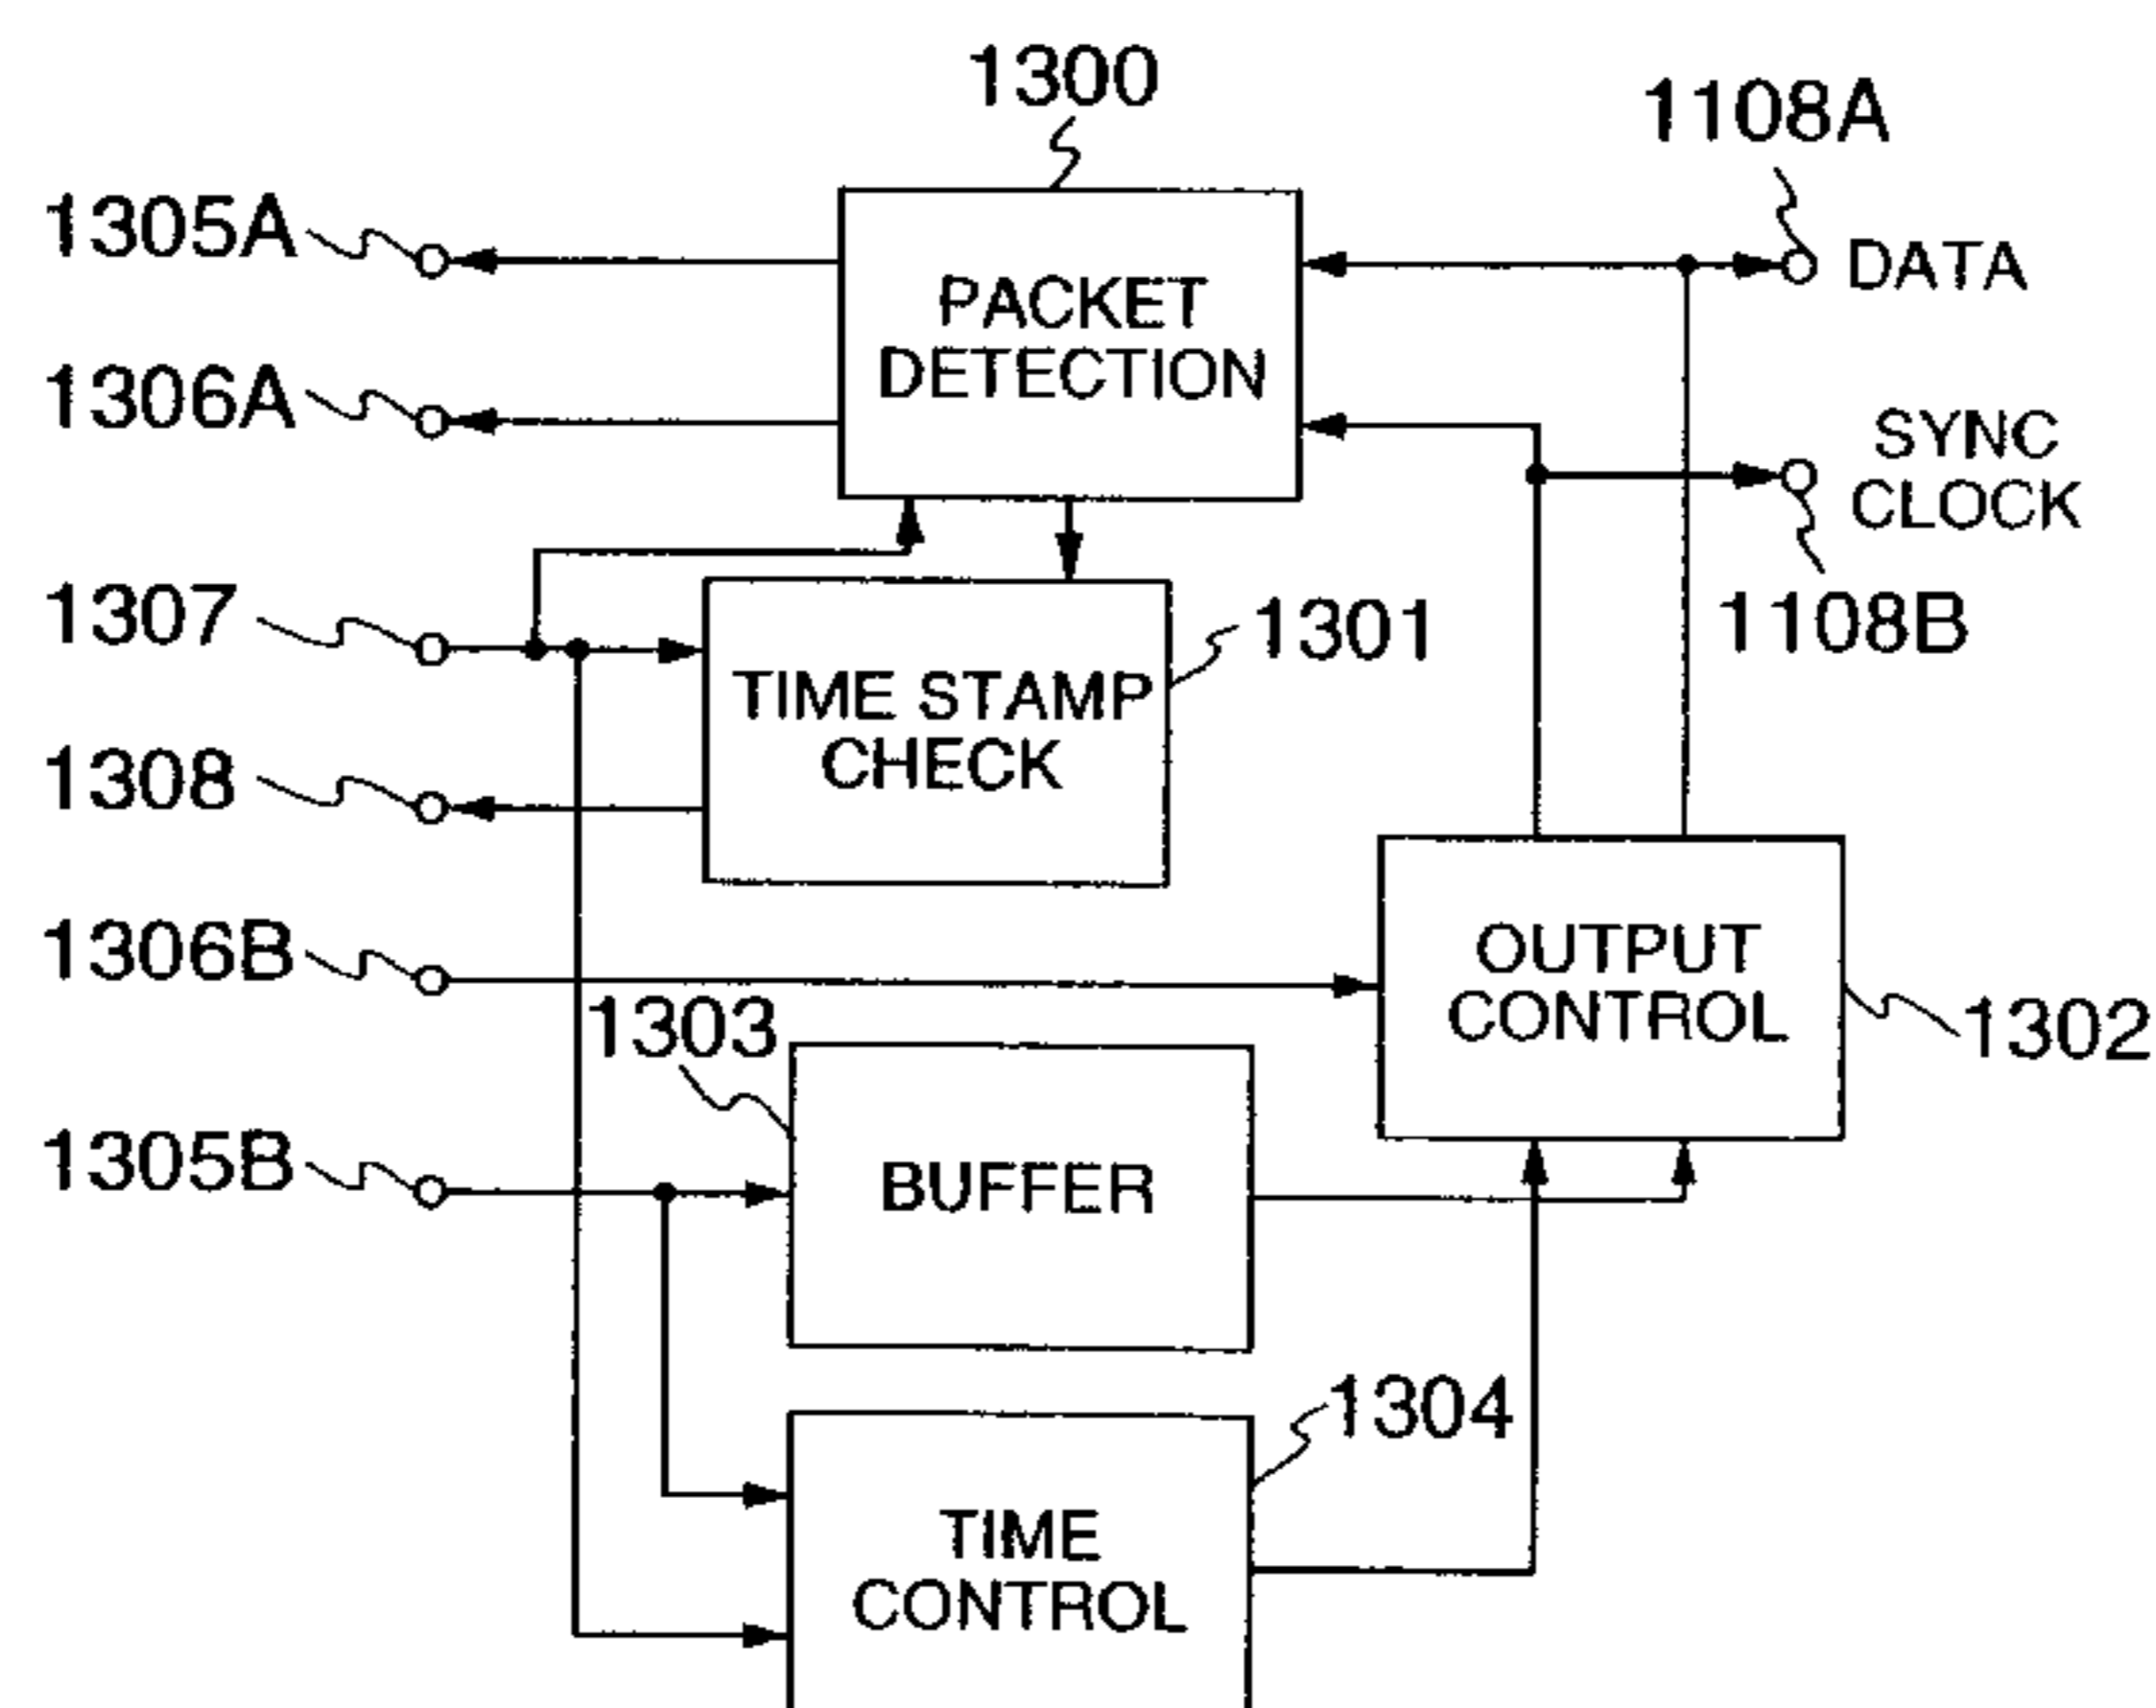 1300
1108A
1305A
DATA
PACKET
DETECTION
1306A
SYNC
CLOCK
1307
1301
1108B
TIME STAMP
CHECK
1308
1306B
OUTPUT
CONTROL
1303
1302
1305B
BUFFER
1304
TIME
CONTROL